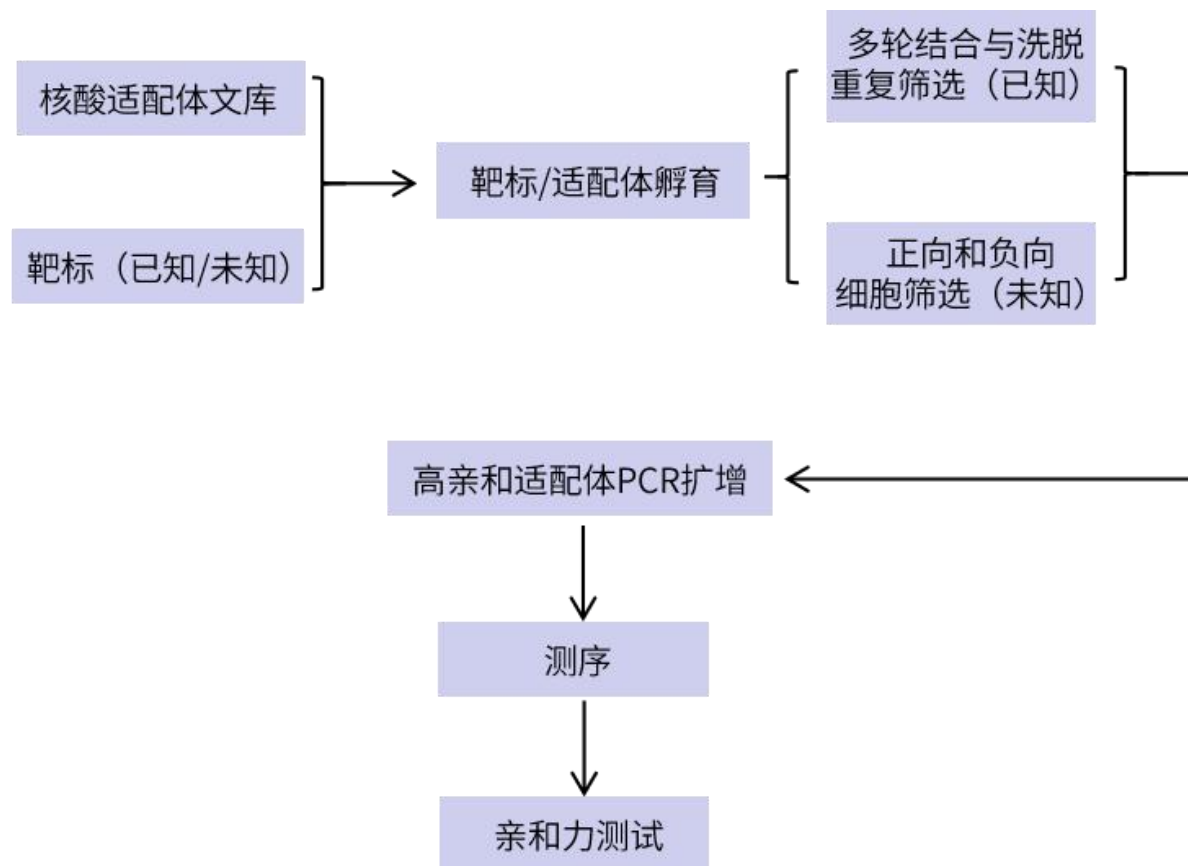 核酸适配体文库
靶标（已知/未知）
靶标/适配体孵育
多轮结合与洗脱
重复筛选（已知）
正向和负向
细胞筛选（未知）
高亲和适配体PCR扩增
测序
亲和力测试